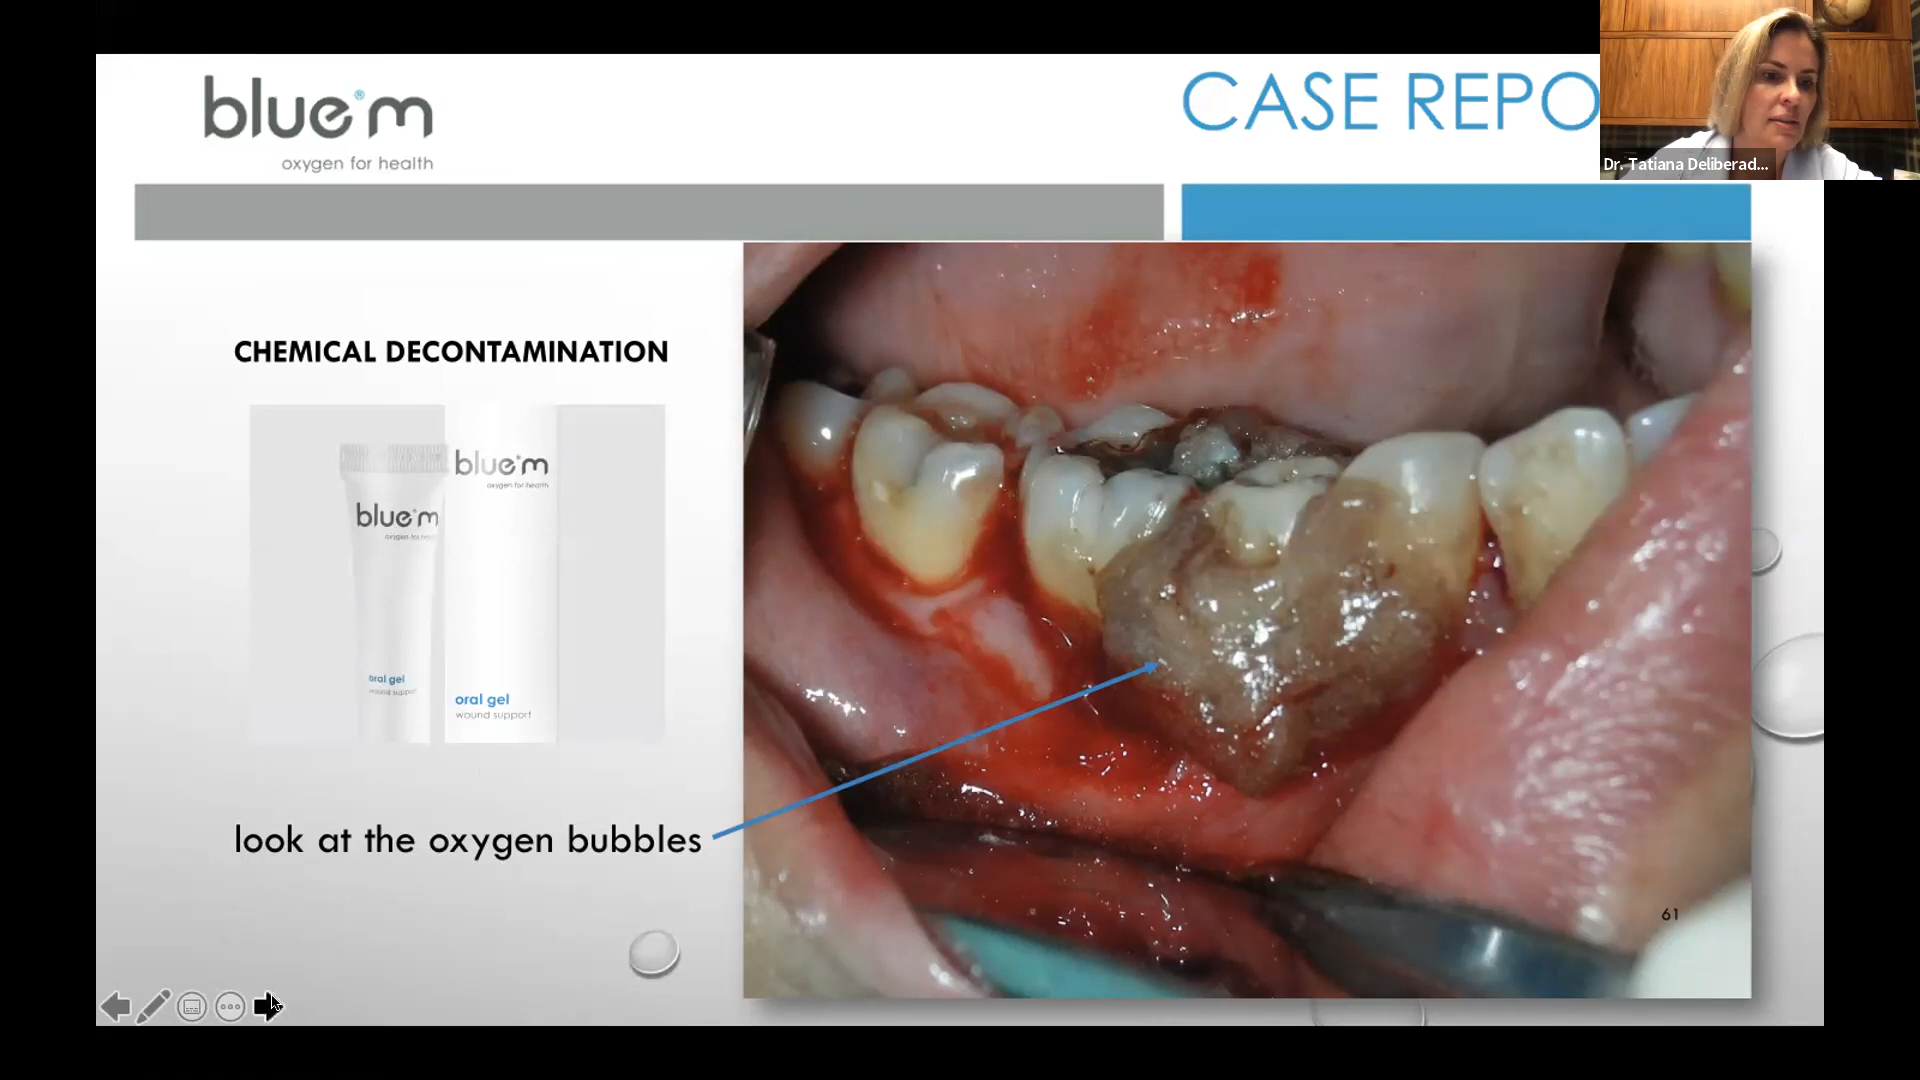 blue®m
oxygen for health
CASE REPO
Dr. Tatiana Deliberad...
CHEMICAL DECONTAMINATION
blue®m
oxygen for health
blue®m
oxygen for
oral gel
wound support
oral gel
wound support
look at the oxygen bubbles
61